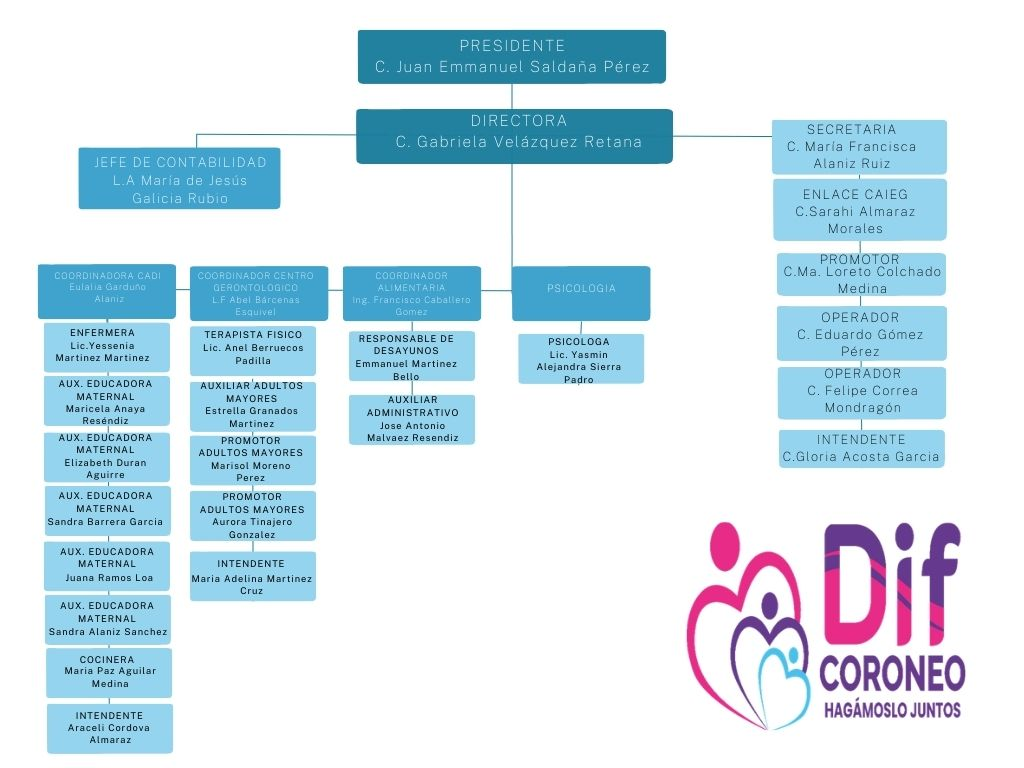 PRESIDENTE
C. Juan Emmanuel Saldaña Pérez
DIRECTORA
C. Gabriela Velázquez Retana
JEFE DE CONTABILIDAD
L.A María de Jesús
Galicia Rubio
SECRETARIA
C. María Francisca
Alaniz Ruiz
ENLACE CAIEG
C.Sarahi Almaraz
Morales
PROMOTOR
C.Ma. Loreto Colchado
Medina
OPERADOR
C. Eduardo Gómez
Pérez
OPERADOR
C. Felipe Correa
Mondragón
INTENDENTE
C.Gloria Acosta Garcia
COORDINADORA CADI
Eulalia Garduño
Alaniz
ENFERMERA
Lic.Yessenia
Martinez Martinez
AUX. EDUCADORA
MATERNAL
Maricela Anaya
Reséndiz
AUX. EDUCADORA
MATERNAL
Elizabeth Duran
Aguirre
AUX. EDUCADORA
MATERNAL
Sandra Barrera Garcia
AUX. EDUCADORA
MATERNAL
Juana Ramos Loa
AUX. EDUCADORA
MATERNAL
Sandra Alaniz Sanchez
COCINERA
Maria Paz Aguilar
Medina
INTENDENTE
Araceli Cordova
Almaraz
COORDINADOR CENTRO
GERONTOLOGICO
L.F Abel Bárcenas
Esquivel
TERAPISTA FISICO
Lic. Anel Berruecos
Padilla
AUXILIAR ADULTOS
MAYORES
Estrella Granados
Martinez
PROMOTOR
ADULTOS MAYORES
Marisol Moreno
Perez
PROMOTOR
ADULTOS MAYORES
Aurora Tinajero
Gonzalez
INTENDENTE
Maria Adelina Martinez
Cruz
COORDINADOR
ALIMENTARIA
Ing. Francisco Caballero
Gomez
RESPONSABLE DE
DESAYUNOS
Emmanuel Martinez
Bello
AUXILIAR
ADMINISTRATIVO
Jose Antonio
Malvaez Resendiz
PSICOLOGIA
PSICOLOGA
Lic. Yasmin
Alejandra Sierra
Padro
Dif
CORONEO
HAGÁMOSLO JUNTOS